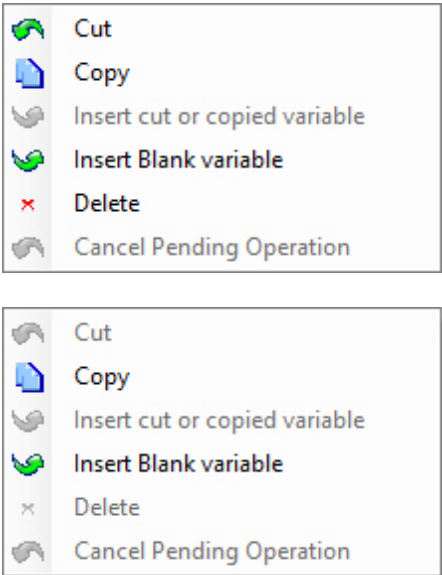 Cut
Copy
Insert cut or copied variable
Insert Blank variable
Delete
Cancel Pending Operation
Cut
Copy
Insert cut or copied variable
Insert Blank variable
Delete
Cancel Pending Operation